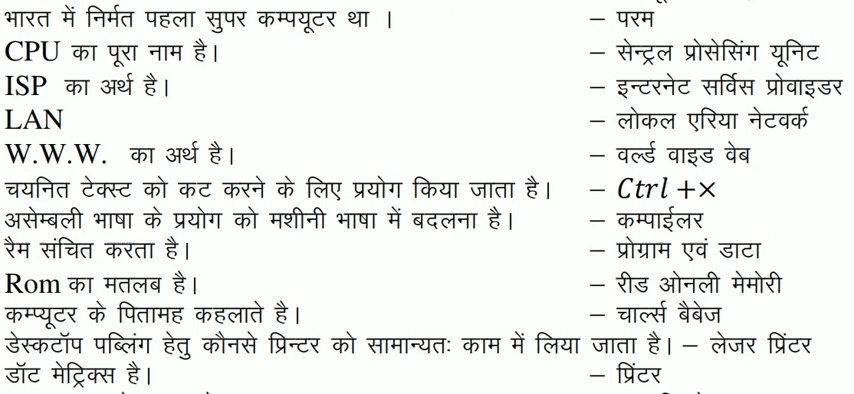 भारत में निर्मत पहला सुपर कम्पयूटर था । – परम
CPU का पूरा नाम है। – सेन्ट्रल प्रोसेसिंग यूनिट
ISP का अर्थ है। – इन्टरनेट सर्विस प्रोवाइडर
LAN – लोकल एरिया नेटवर्क
W.W.W. का अर्थ है। – वर्ल्ड वाइड वेब
चयनित टेक्स्ट को कट करने के लिए प्रयोग किया जाता है। – Ctrl +×
असेम्बली भाषा के प्रयोग को मशीनी भाषा में बदलना है। – कम्पाईलर
रैम संचित करता है। – प्रोग्राम एवं डाटा
Rom का मतलब है। – रीड ओनली मेमोरी
कम्प्यूटर के पितामह कहलाते है। – चार्ल्स बैबेज
डेस्कटॉप पब्लिंग हेतु कौनसे प्रिन्टर को सामान्यतः काम में लिया जाता है। – लेजर प्रिंटर
डॉट मेट्रिक्स है। – प्रिंटर